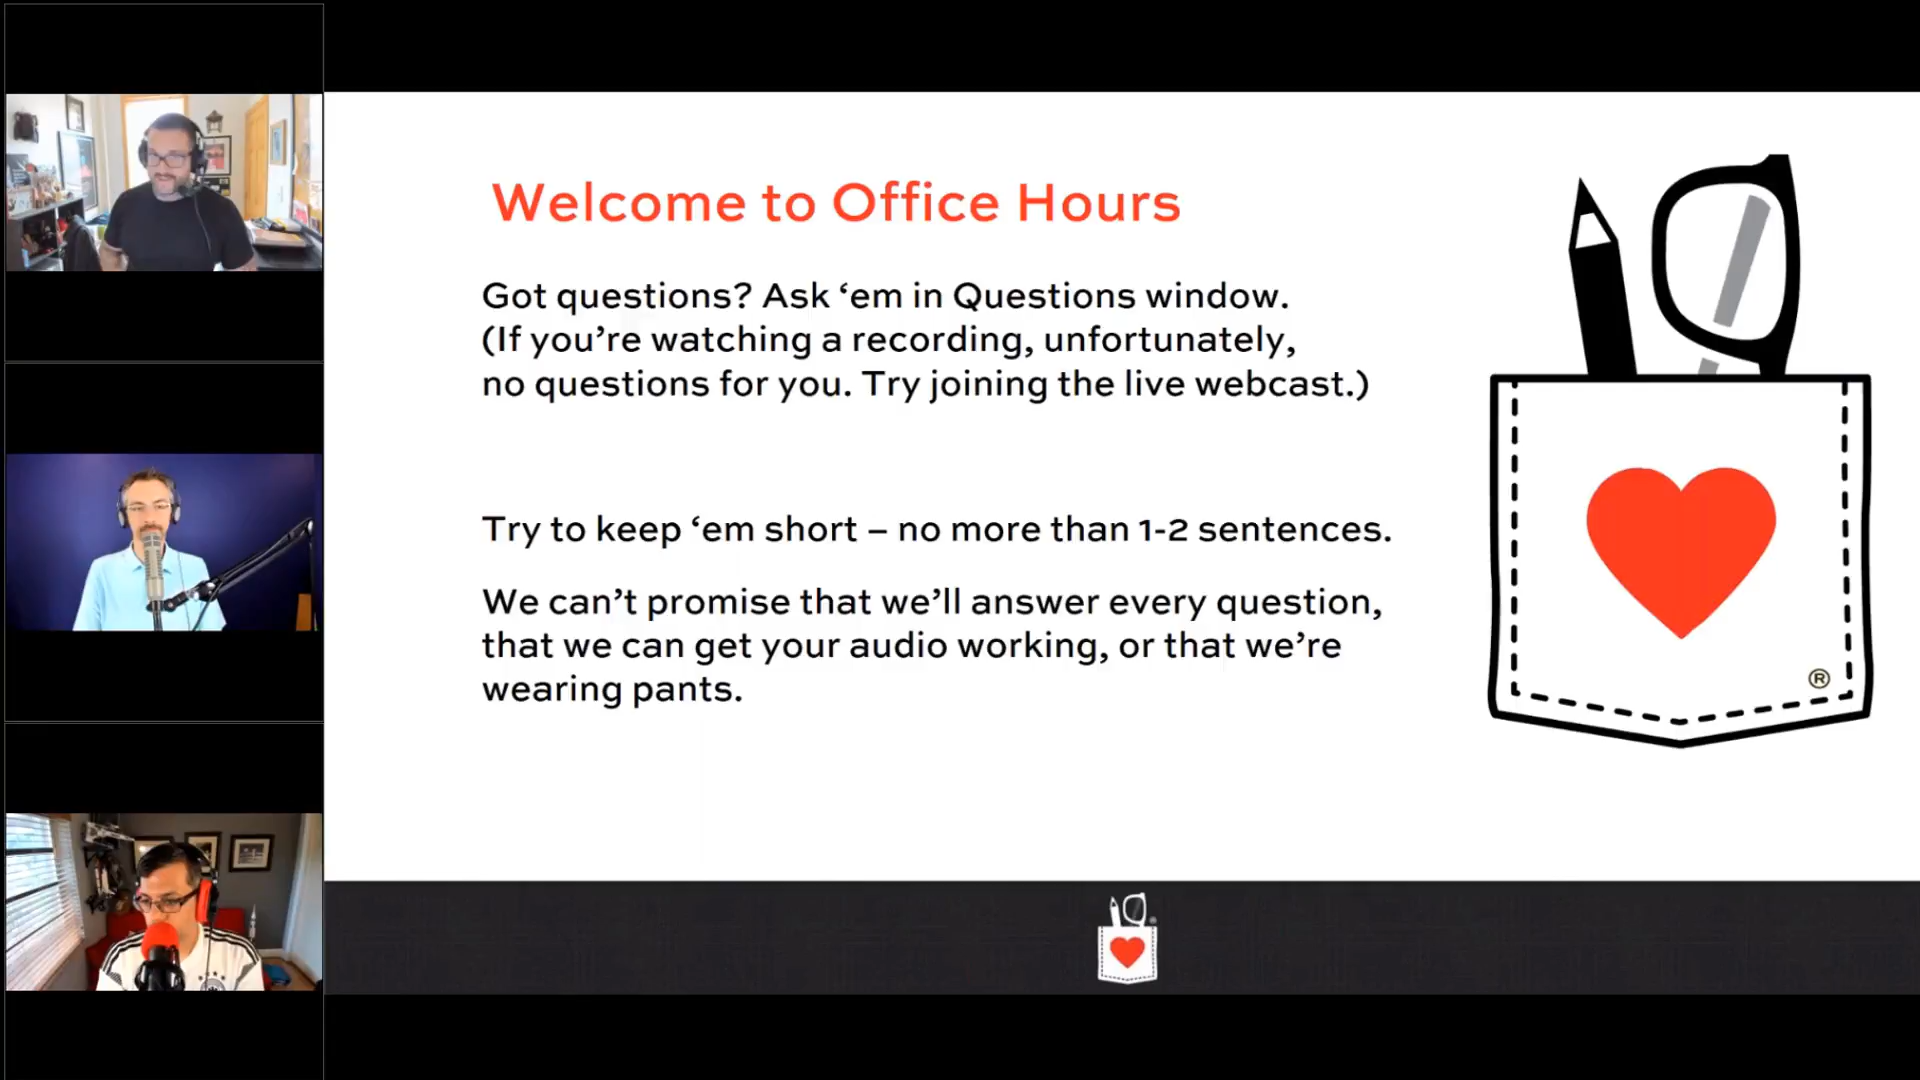 Welcome to Office Hours
Got questions? Ask ‘em in Questions window.
(If you’re watching a recording, unfortunately,
no questions for you. Try joining the live webcast.)
Try to keep ‘em short – no more than 1-2 sentences.
We can’t promise that we’ll answer every question,
that we can get your audio working, or that we’re
wearing pants.
®